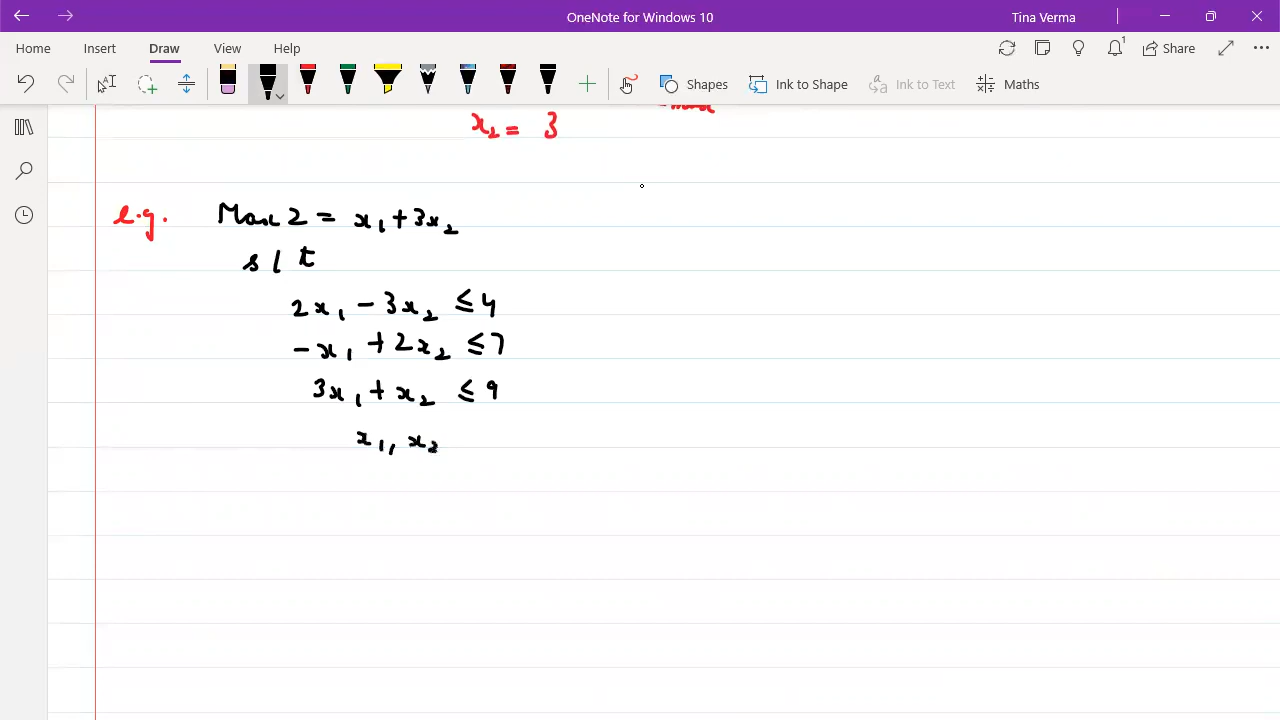 OneNote for Windows 10
Tina Verma
Home Insert Draw View Help
1
Share
Shapes
Ink to Shape
Ink to Text
Maths
x₂ = 3
e.g. Max Z = x₁ + 3x₂
s / t
2x₁ - 3x₂ ≤ 4
-x₁ + 2x₂ ≤ 7
3x₁ + x₂ ≤ 9
x₁, x₂